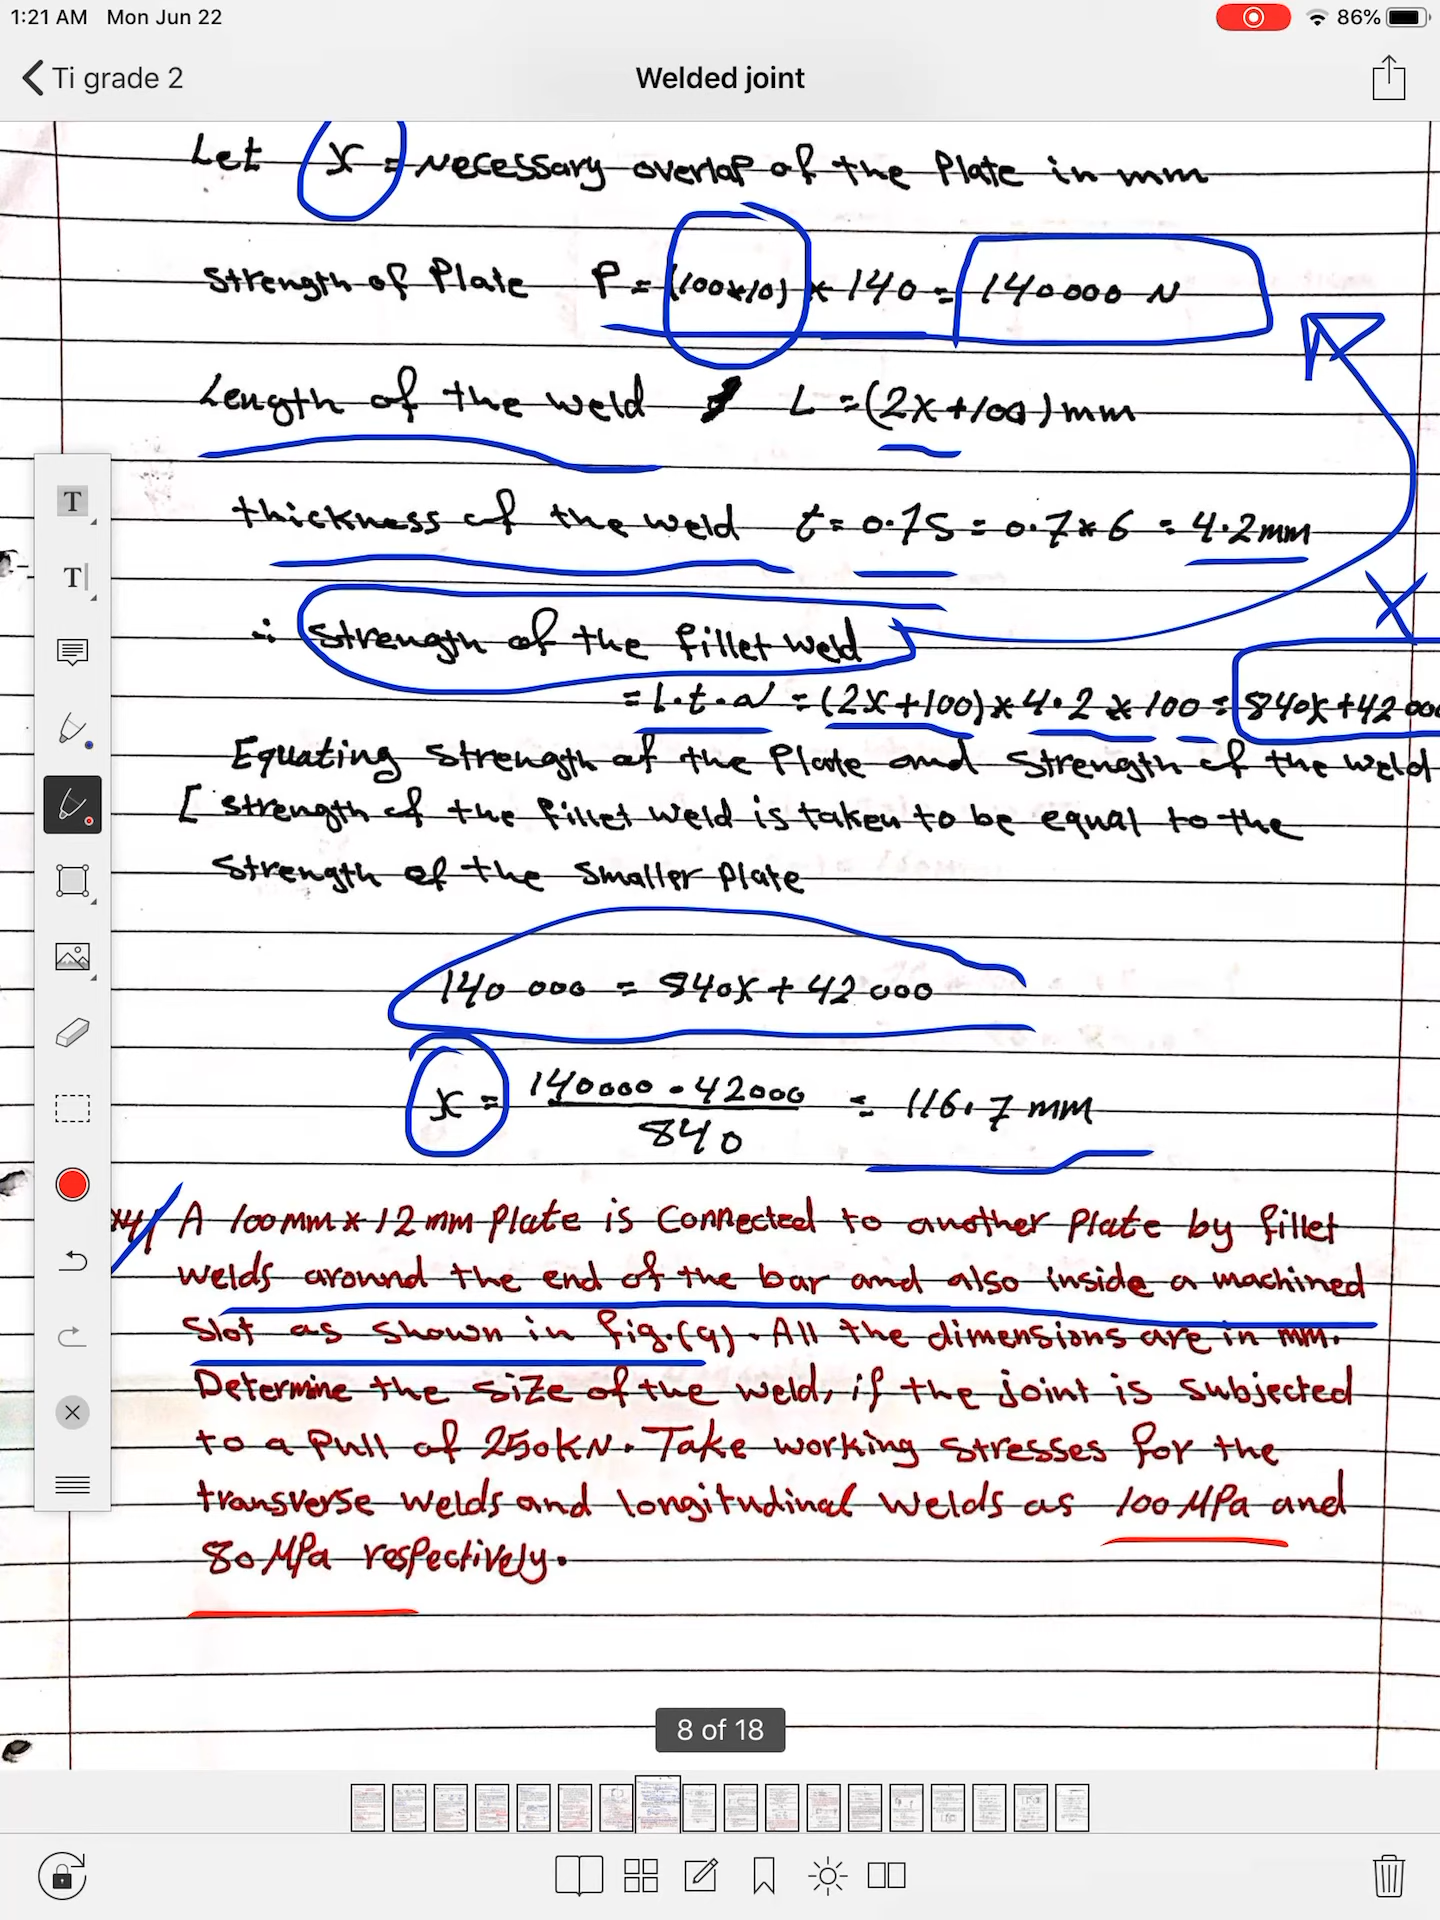 1:21 AM Mon Jun 22
86%
Ti grade 2
Welded joint
Let x = Necessary overlap of the Plate in mm
Strength of Plate P = (100*10) * 140 = 140000 N
Length of the weld L = (2x+100) mm
thickness of the weld t = 0.7S = 0.7*6 = 4.2mm
∴ Strength of the fillet weld
= l.t.N = (2x+100)*4.2*100 = 840x+42000
Equating Strength of the Plate and Strength of the weld
[ Strength of the fillet weld is taken to be equal to the
Strength of the Smaller Plate
140 000 = 840x + 42 000
x = 140000 - 42000 / 840 = 116.7 mm
A 100mm * 12 mm Plate is Connected to another Plate by fillet
welds around the end of the bar and also inside a machined
Slot as shown in fig.(9). All the dimensions are in mm.
Determine the size of the weld, if the joint is subjected
to a Pull of 250KN. Take working stresses for the
transverse welds and longitudinal welds as 100 MPa and
80 MPa respectively.
8 of 18